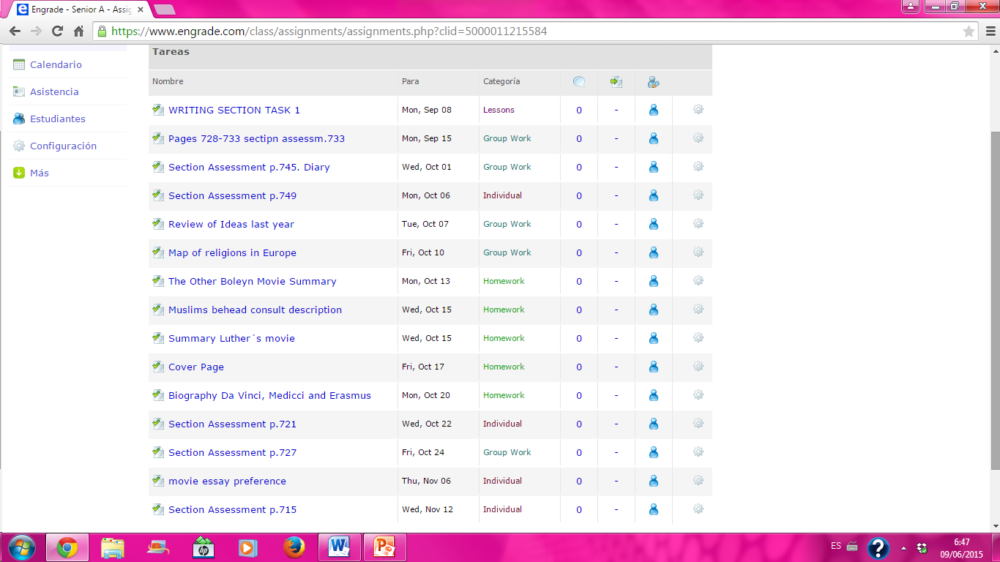 Engrade - Senior A - Assig
https://www.engrade.com/class/assignments/assignments.php?clid=5000011215584
Calendario
Asistencia
Estudiantes
Configuración
Más
Tareas
Nombre Para Categoría
WRITING SECTION TASK 1 Mon, Sep 08 Lessons 0 -
Pages 728-733 sectipn assessm.733 Mon, Sep 15 Group Work 0 -
Section Assessment p.745. Diary Wed, Oct 01 Group Work 0 -
Section Assessment p.749 Mon, Oct 06 Individual 0 -
Review of Ideas last year Tue, Oct 07 Group Work 0 -
Map of religions in Europe Fri, Oct 10 Group Work 0 -
The Other Boleyn Movie Summary Mon, Oct 13 Homework 0 -
Muslims behead consult description Wed, Oct 15 Homework 0 -
Summary Luther´s movie Wed, Oct 15 Homework 0 -
Cover Page Fri, Oct 17 Homework 0 -
Biography Da Vinci, Medicci and Erasmus Mon, Oct 20 Homework 0 -
Section Assessment p.721 Wed, Oct 22 Individual 0 -
Section Assessment p.727 Fri, Oct 24 Group Work 0 -
movie essay preference Thu, Nov 06 Individual 0 -
Section Assessment p.715 Wed, Nov 12 Individual 0 -
ES
6:47
09/06/2015